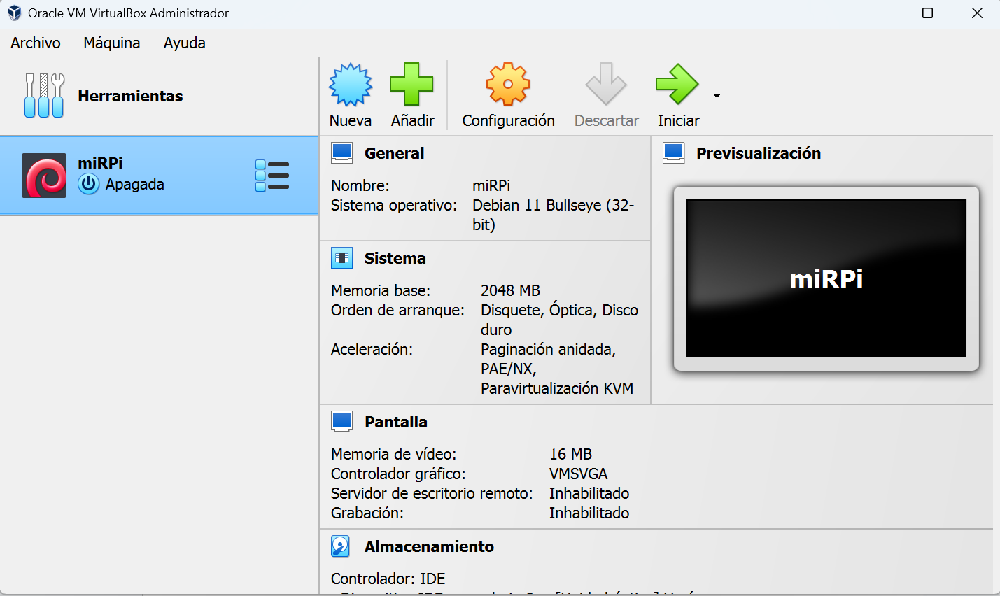 Oracle VM VirtualBox Administrador
Archivo Máquina Ayuda
Herramientas
Nueva Añadir Configuración Descartar Iniciar
miRPi
Apagada
General
Nombre: miRPi
Sistema operativo: Debian 11 Bullseye (32-
bit)
Sistema
Memoria base: 2048 MB
Orden de arranque: Disquete, Óptica, Disco
duro
Aceleración: Paginación anidada,
PAE/NX,
Paravirtualización KVM
Previsualización
miRPi
Pantalla
Memoria de vídeo: 16 MB
Controlador gráfico: VMSVGA
Servidor de escritorio remoto: Inhabilitado
Grabación: Inhabilitado
Almacenamiento
Controlador: IDE